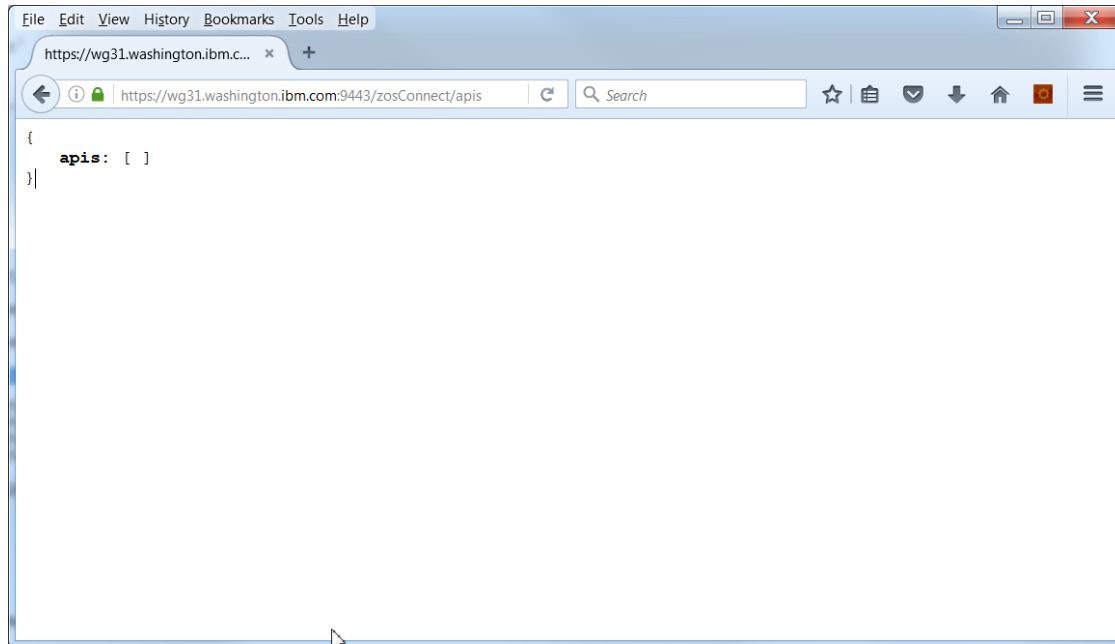 File Edit View History Bookmarks Tools Help
https://wg31.washington.ibm.c... × +
https://wg31.washington.ibm.com:9443/zosConnect/apis Search
{
apis: [ ]
}